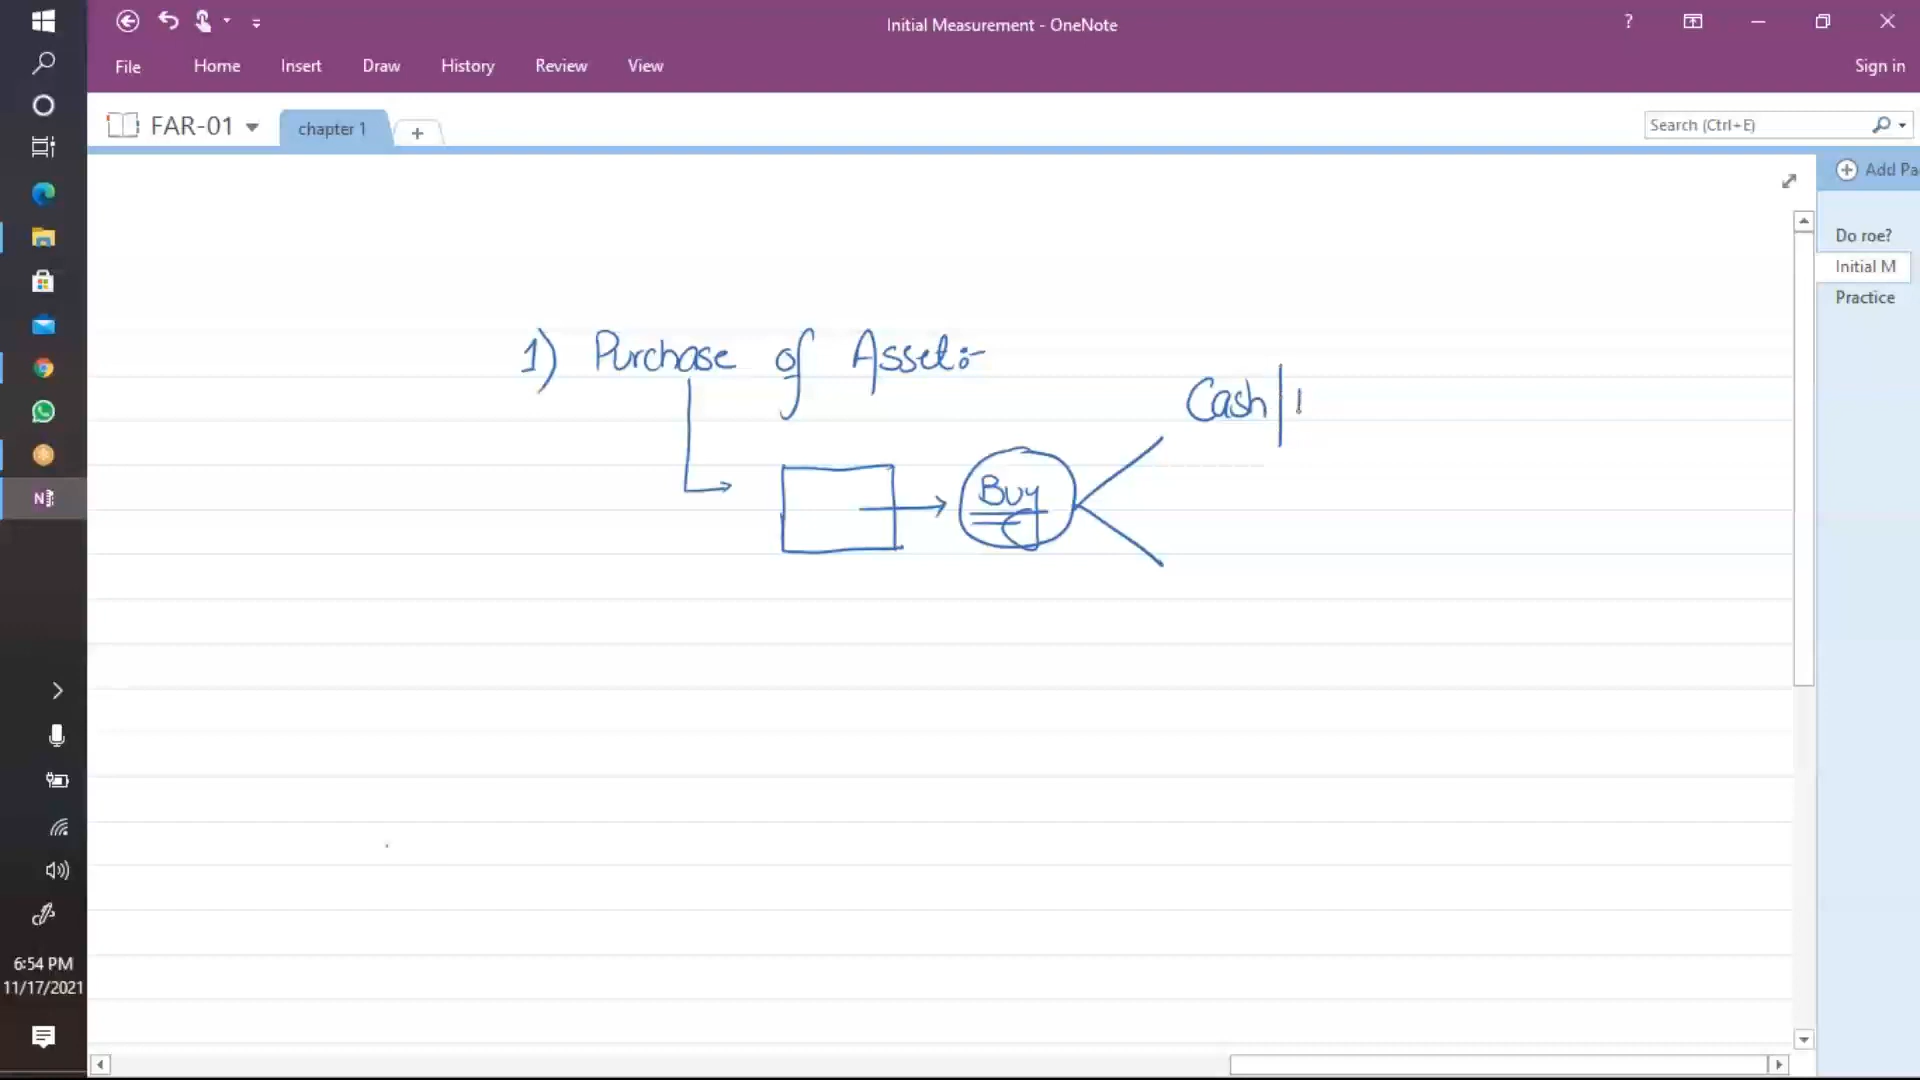 Initial Measurement - OneNote
?
File Home Insert Draw History Review View
Sign in
FAR-01 chapter 1 +
Search (Ctrl+E)
Add Pa
Do roe?
Initial M
Practice
1) Purchase of Asset:-
Cash |
Buy
N
6:54 PM
11/17/2021